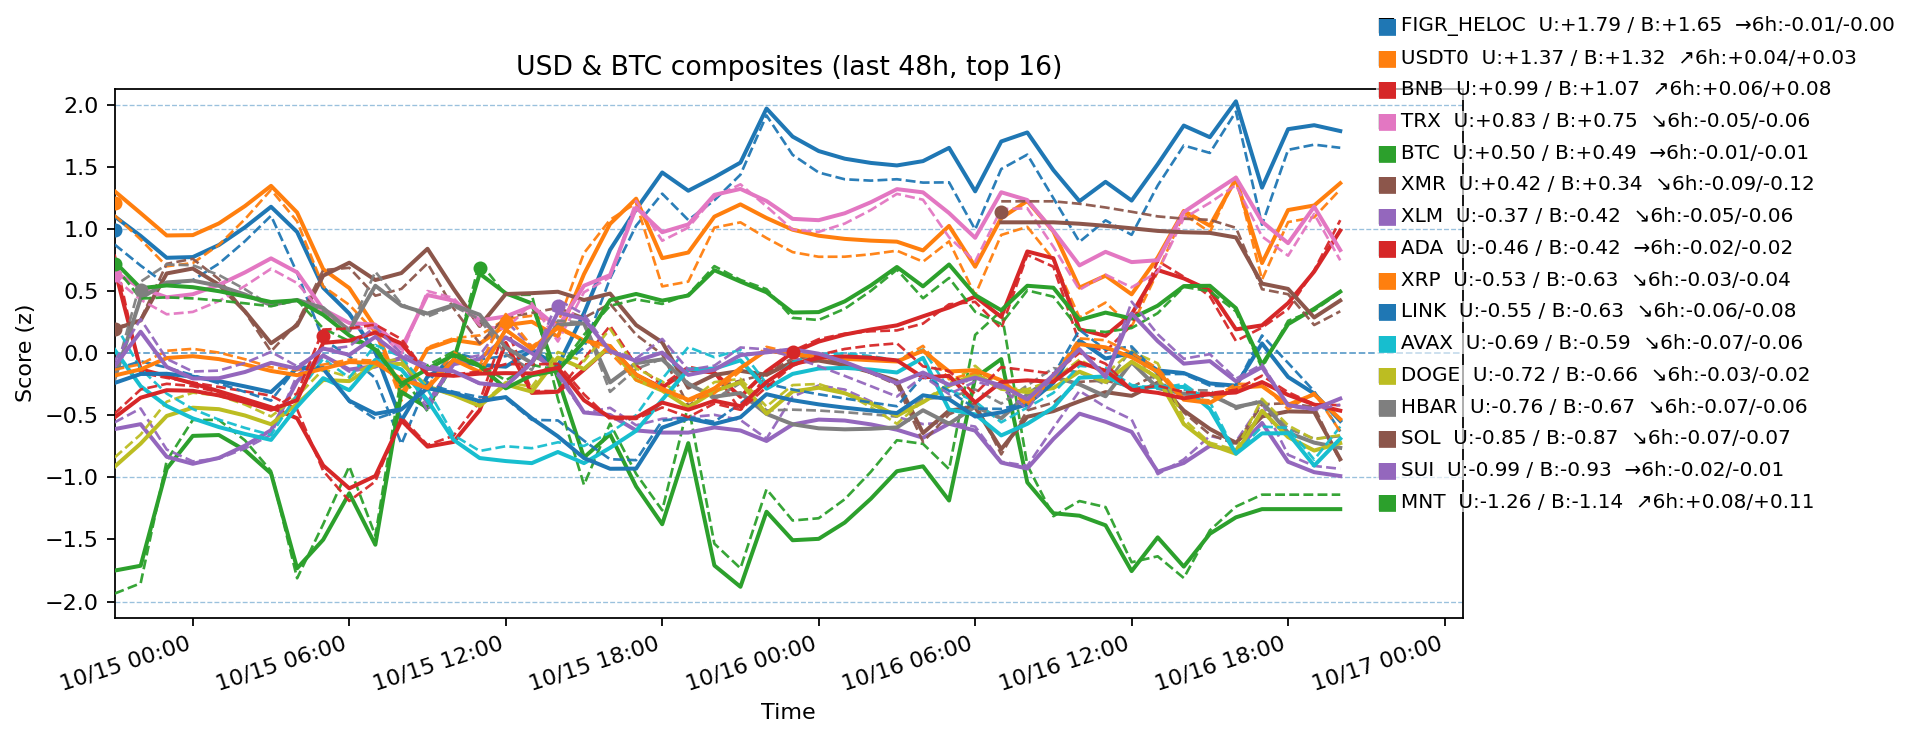 USD & BTC composites (last 48h, top 16)
FIGR_HELOC U:+1.79 / B:+1.65 →6h:-0.01/-0.00
USDT0 U:+1.37 / B:+1.32 ↗6h:+0.04/+0.03
BNB U:+0.99 / B:+1.07 ↗6h:+0.06/+0.08
TRX U:+0.83 / B:+0.75 ↘6h:-0.05/-0.06
BTC U:+0.50 / B:+0.49 →6h:-0.01/-0.01
XMR U:+0.42 / B:+0.34 ↘6h:-0.09/-0.12
XLM U:-0.37 / B:-0.42 ↘6h:-0.05/-0.06
ADA U:-0.46 / B:-0.42 →6h:-0.02/-0.02
XRP U:-0.53 / B:-0.63 ↘6h:-0.03/-0.04
LINK U:-0.55 / B:-0.63 ↘6h:-0.06/-0.08
AVAX U:-0.69 / B:-0.59 ↘6h:-0.07/-0.06
DOGE U:-0.72 / B:-0.66 ↘6h:-0.03/-0.02
HBAR U:-0.76 / B:-0.67 ↘6h:-0.07/-0.06
SOL U:-0.85 / B:-0.87 ↘6h:-0.07/-0.07
SUI U:-0.99 / B:-0.93 →6h:-0.02/-0.01
MNT U:-1.26 / B:-1.14 ↗6h:+0.08/+0.11
Score (z)
2.0
1.5
1.0
0.5
0.0
−0.5
−1.0
−1.5
−2.0
10/15 00:00
10/15 06:00
10/15 12:00
10/15 18:00
10/16 00:00
10/16 06:00
10/16 12:00
10/16 18:00
10/17 00:00
Time